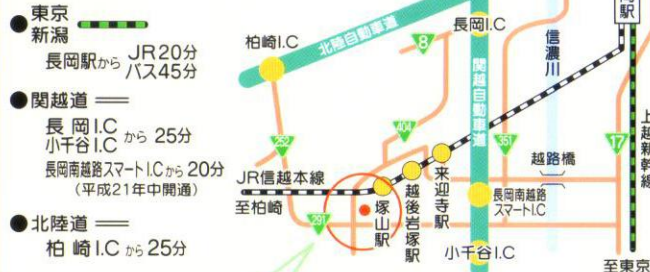 ●東京
新潟
長岡駅から JR20分
バス45分
●関越道
長岡I.C
小千谷I.C から 25分
長岡南越路スマートI.Cから 20分
(平成21年中開通)
●北陸道
柏崎I.Cから25分
柏崎I.C
北陸自動車道
8
長岡I.C
信濃川
駅
関越自動車道
252
404
351
17
上越新幹線
越路橋
JR信越本線
至柏崎
291
塚山駅
越後岩塚駅
来迎寺駅
長岡南越路
スマートI.C
小千谷I.C
至東京